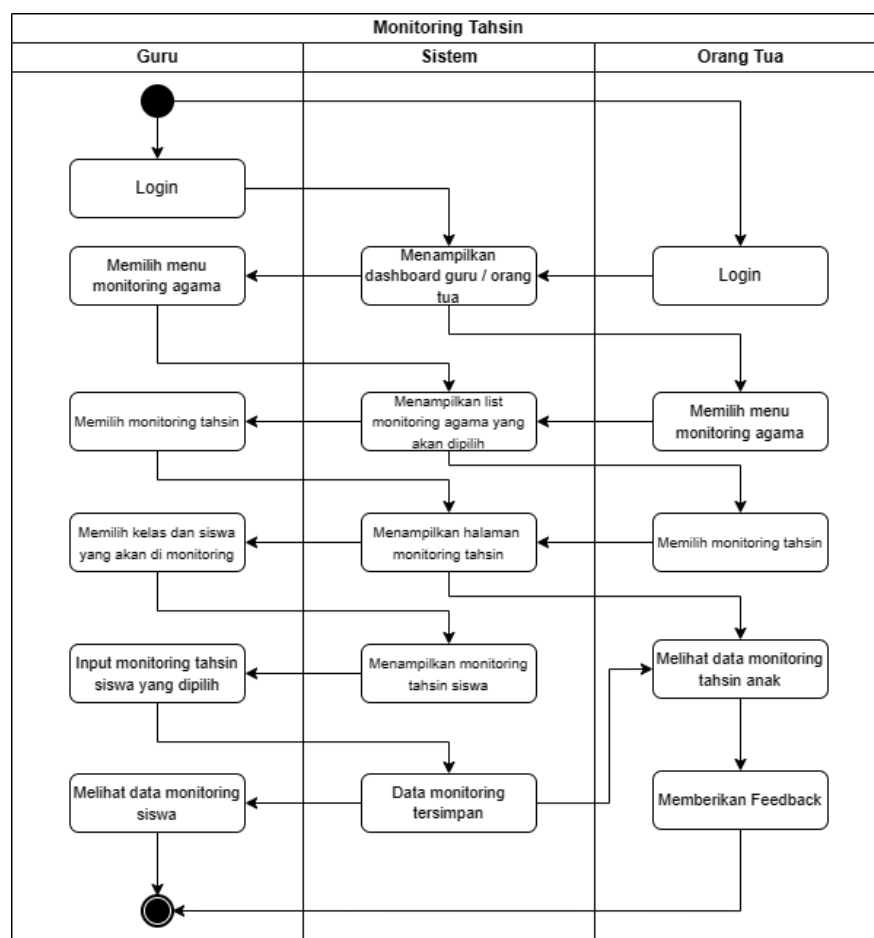 Monitoring Tahsin
Guru
Sistem
Orang Tua
Login
Memilih menu
monitoring agama
Menampilkan
dashboard guru / orang
tua
Login
Memilih monitoring tahsin
Menampilkan list
monitoring agama yang
akan dipilih
Memilih menu
monitoring agama
Memilih kelas dan siswa
yang akan di monitoring
Menampilkan halaman
monitoring tahsin
Memilih monitoring tahsin
Input monitoring tahsin
siswa yang dipilih
Menampilkan monitoring
tahsin siswa
Melihat data monitoring
tahsin anak
Melihat data monitoring
siswa
Data monitoring
tersimpan
Memberikan Feedback